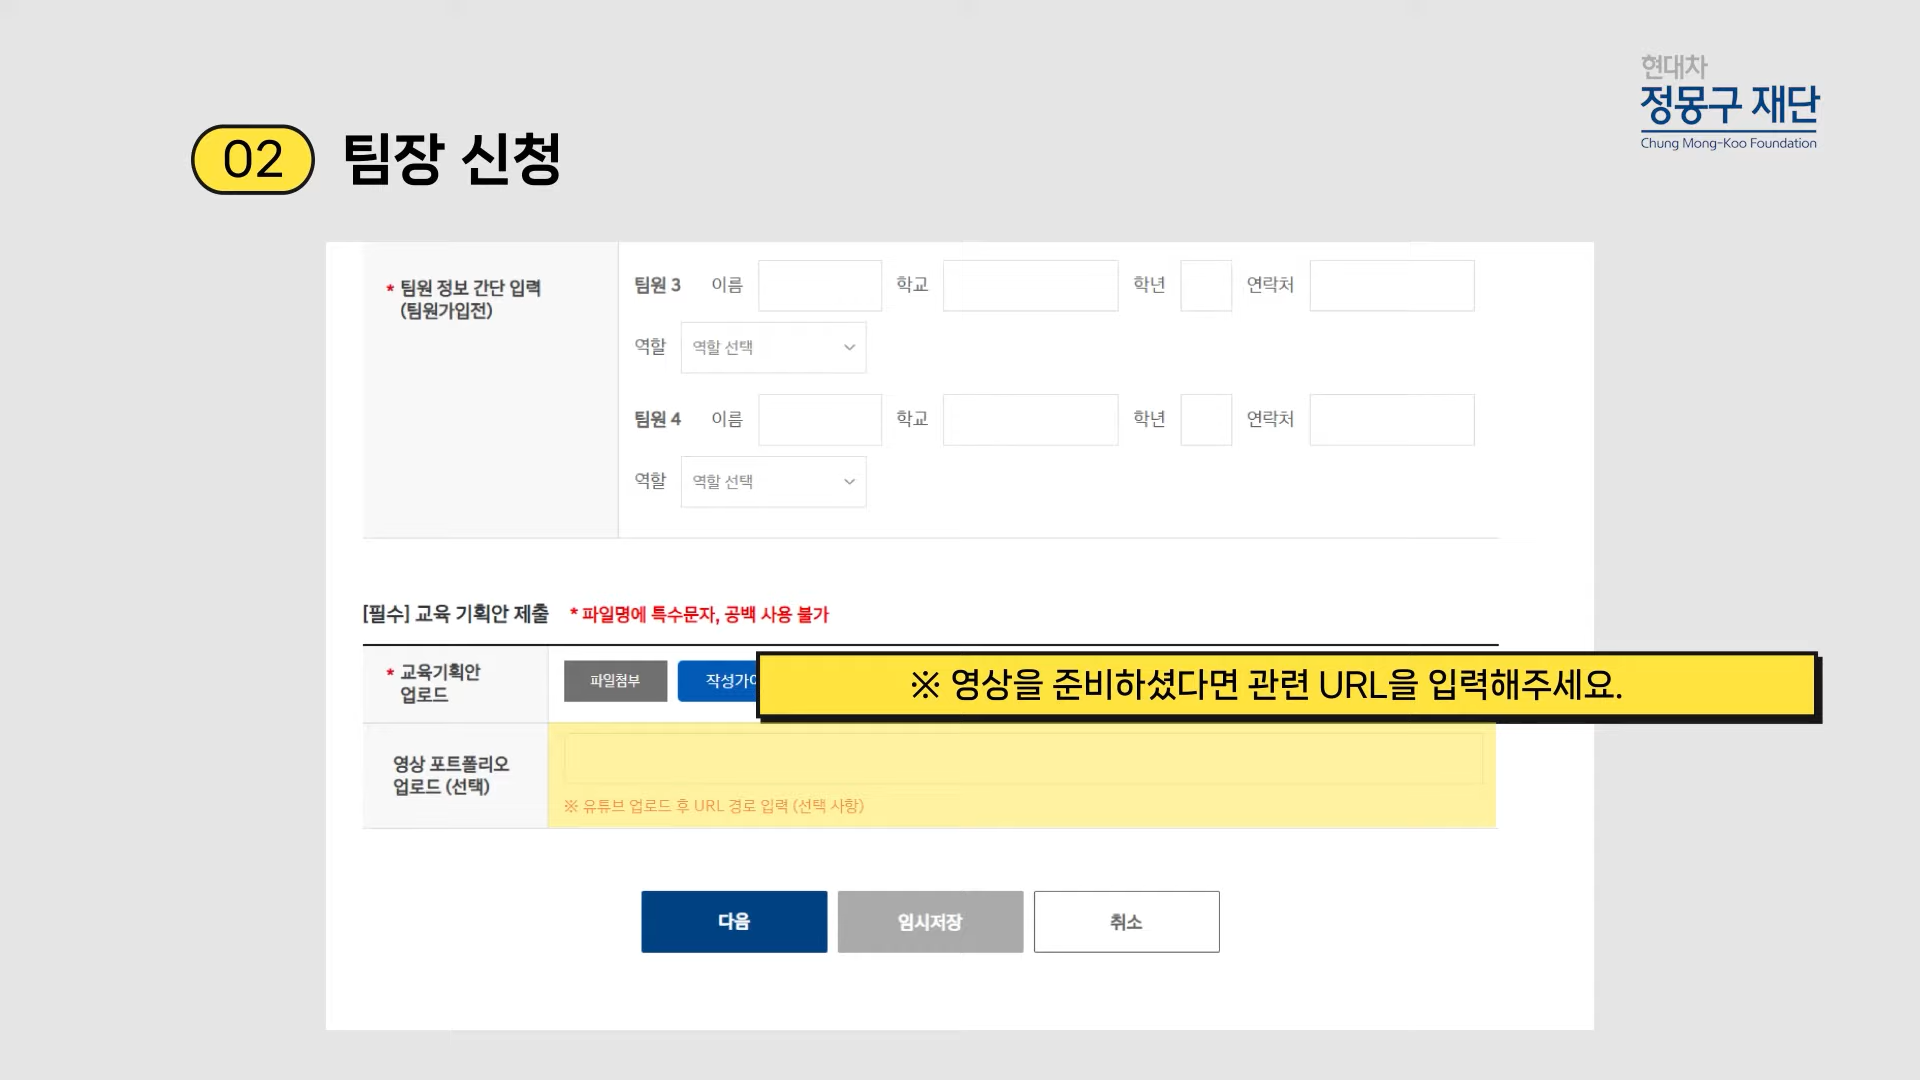 현대차
정몽구 재단
Chung Mong-Koo Foundation
02 팀장 신청
* 팀원 정보 간단 입력
(팀원가입전)
팀원 3 이름 학교 학년 연락처
역할 역할 선택
팀원 4 이름 학교 학년 연락처
역할 역할 선택
[필수] 교육 기획안 제출 * 파일명에 특수문자, 공백 사용 불가
* 교육기획안
업로드
파일첨부 작성가
※ 영상을 준비하셨다면 관련 URL을 입력해주세요.
영상 포트폴리오
업로드 (선택)
※ 유튜브 업로드 후 URL 경로 입력 (선택 사항)
다음 임시저장 취소